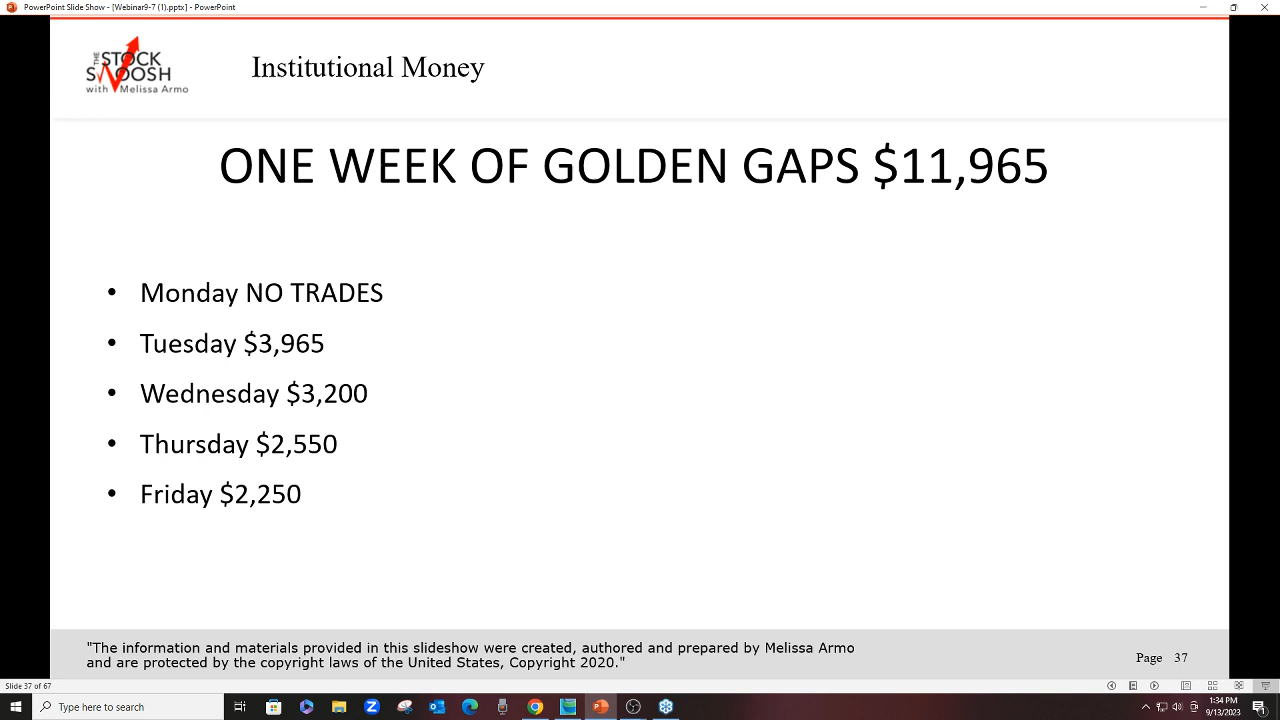 PowerPoint Slide Show - [Webinar9-7 (1).pptx] - PowerPoint
THE STOCK
SWOOSH
with Melissa Armo
Institutional Money
ONE WEEK OF GOLDEN GAPS $11,965
• Monday NO TRADES
• Tuesday $3,965
• Wednesday $3,200
• Thursday $2,550
• Friday $2,250
"The information and materials provided in this slideshow were created, authored and prepared by Melissa Armo
and are protected by the copyright laws of the United States, Copyright 2020."
Page 37
Slide 37 of 67
Type here to search
1:34 PM
9/13/2023